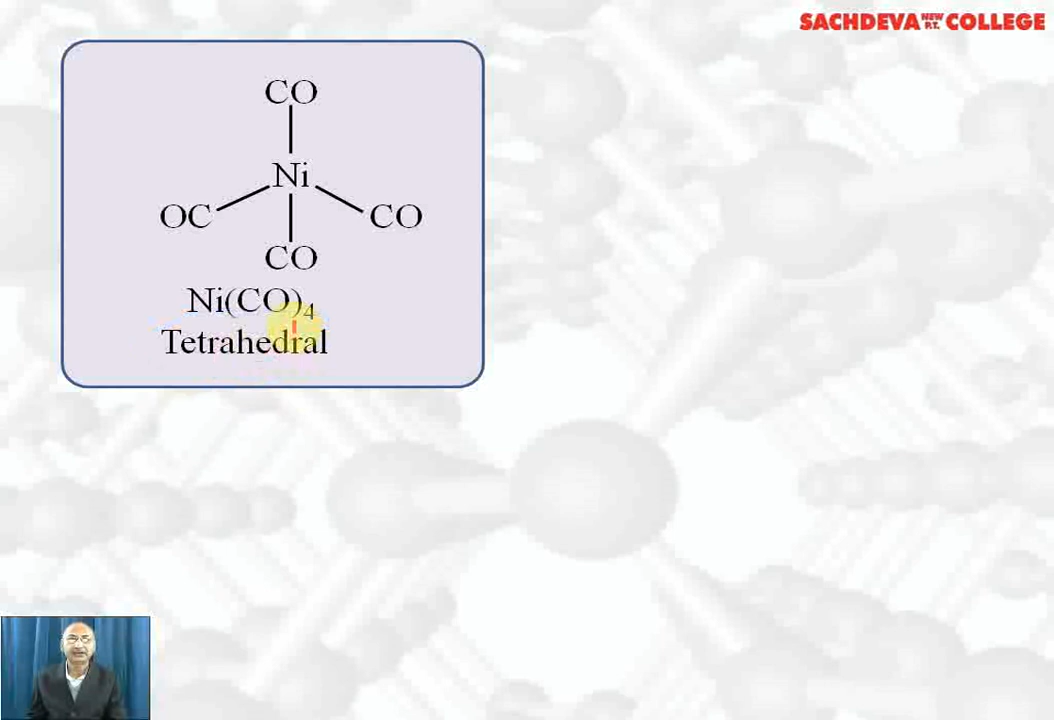 SACHDEVA NEW P.T. COLLEGE
CO
Ni
OC CO
CO
Ni(CO)₄
Tetrahedral